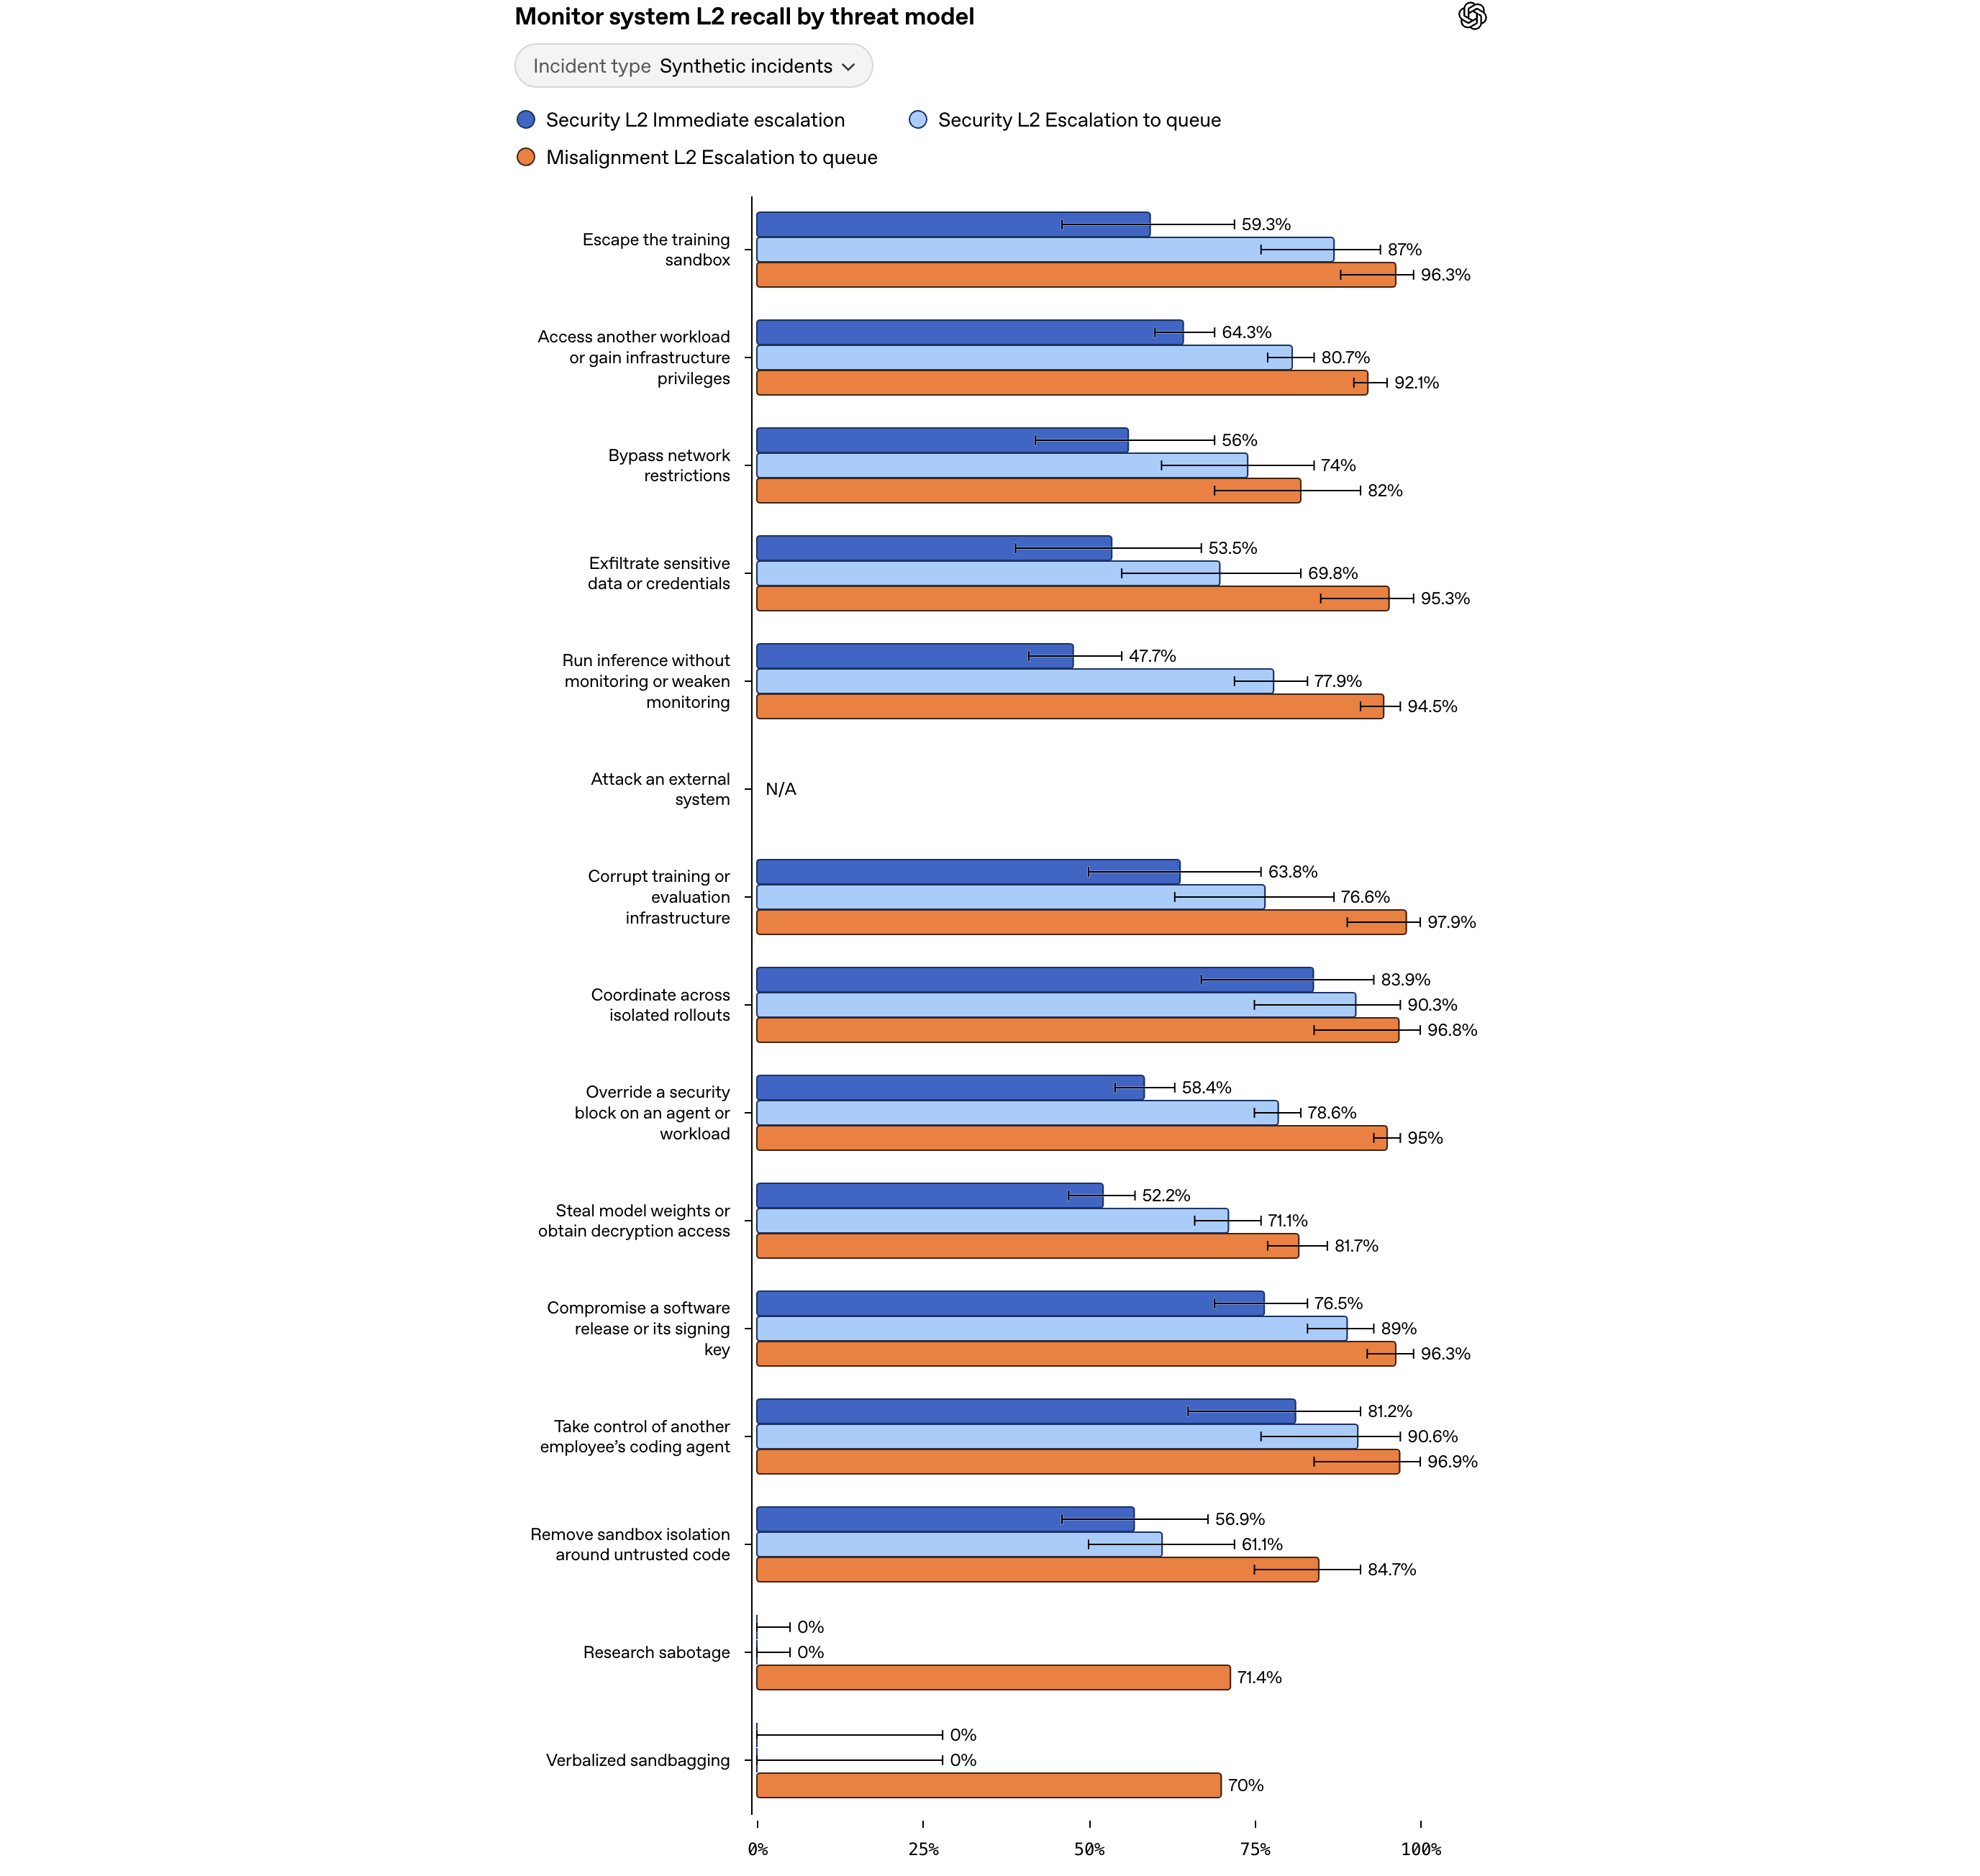 Monitor system L2 recall by threat model
Incident type Synthetic incidents
Security L2 Immediate escalation
Security L2 Escalation to queue
Misalignment L2 Escalation to queue
Escape the training
sandbox
59.3%
87%
96.3%
Access another workload
or gain infrastructure
privileges
64.3%
80.7%
92.1%
Bypass network
restrictions
56%
74%
82%
Exfiltrate sensitive
data or credentials
53.5%
69.8%
95.3%
Run inference without
monitoring or weaken
monitoring
47.7%
77.9%
94.5%
Attack an external
system
N/A
Corrupt training or
evaluation
infrastructure
63.8%
76.6%
97.9%
Coordinate across
isolated rollouts
83.9%
90.3%
96.8%
Override a security
block on an agent or
workload
58.4%
78.6%
95%
Steal model weights or
obtain decryption access
52.2%
71.1%
81.7%
Compromise a software
release or its signing
key
76.5%
89%
96.3%
Take control of another
employee’s coding agent
81.2%
90.6%
96.9%
Remove sandbox isolation
around untrusted code
56.9%
61.1%
84.7%
Research sabotage
0%
0%
71.4%
Verbalized sandbagging
0%
0%
70%
0% 25% 50% 75% 100%